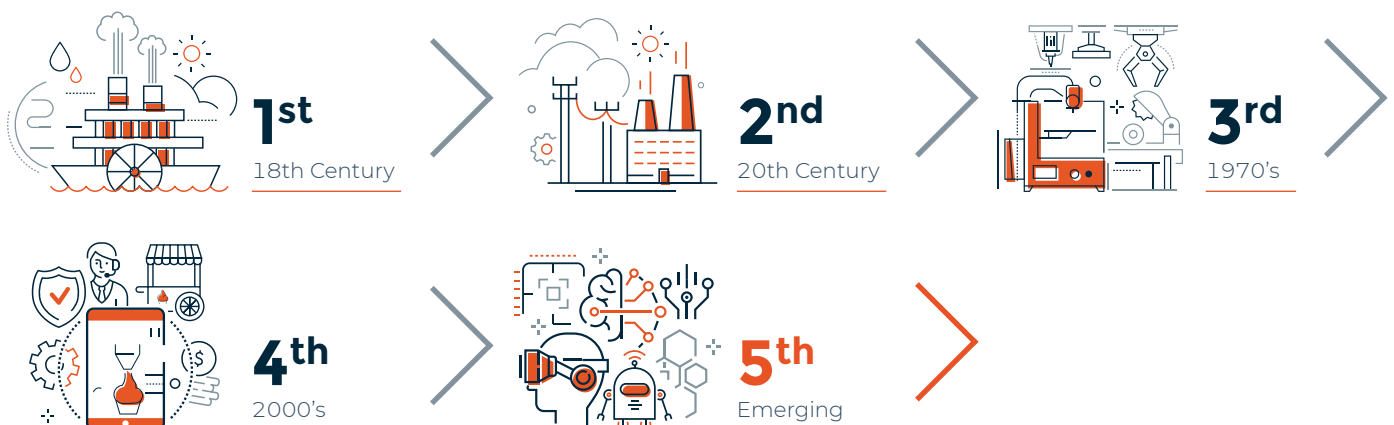 1st
18th Century
2nd
20th Century
3rd
1970’s
4th
2000’s
$
5th
Emerging